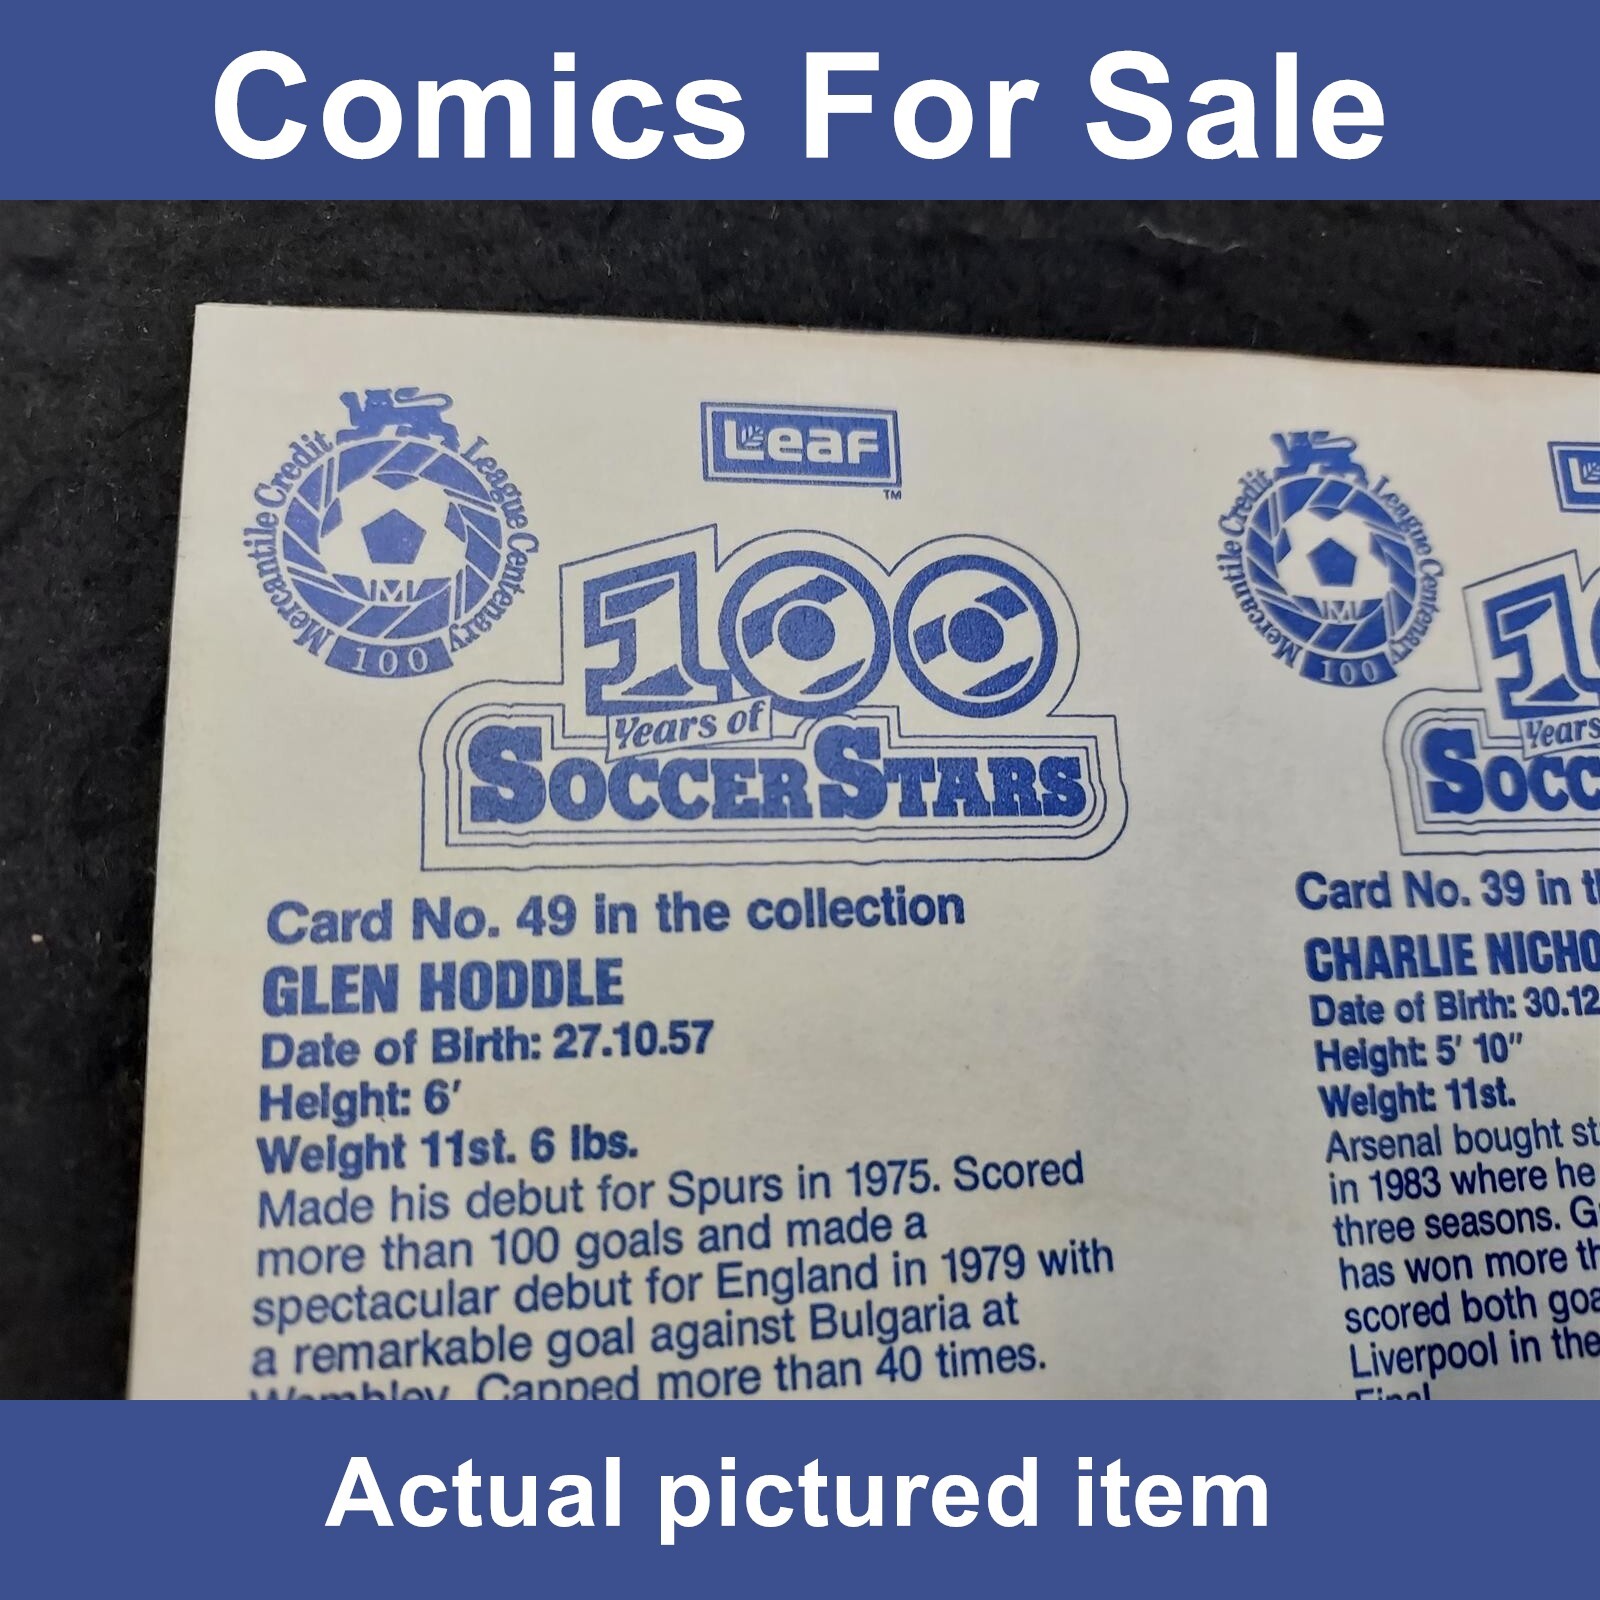 Comics For Sale
Mercantile Credit League Centenary
100
Leaf
TM
100
Years of
SOCCER STARS
Card No. 49 in the collection
GLEN HODDLE
Date of Birth: 27.10.57
Height: 6'
Weight 11st. 6 lbs.
Made his debut for Spurs in 1975. Scored
more than 100 goals and made a
spectacular debut for England in 1979 with
a remarkable goal against Bulgaria at
Wembley. Capped more than 40 times.
Mercantile Credit League Centenary
100
Years
Card No. 39 in
CHARLIE
Date of Birth: 30.12
Height: 5' 10"
Weight: 11st.
Arsenal bought
in 1983 where he
three seasons.
has won more
scored both
Liverpool in the
Final
Actual pictured item